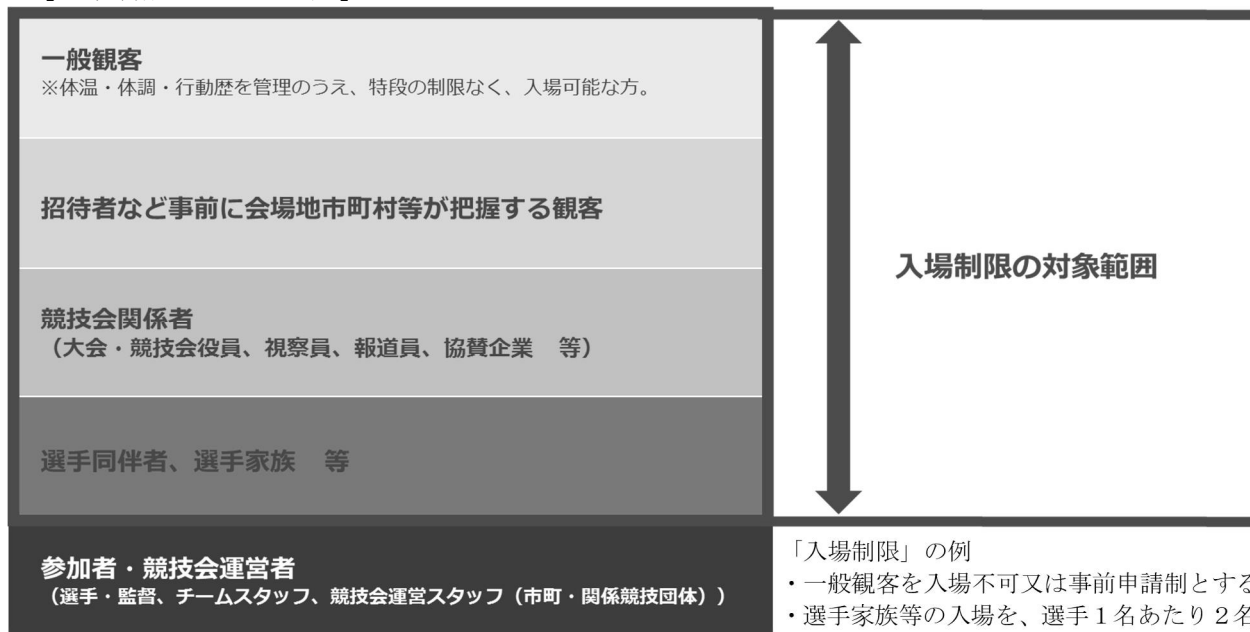 一般観客
※体温・体調・行動歴を管理のうえ、特段の制限なく、入場可能な方。
招待者など事前に会場地市町村等が把握する観客
競技会関係者
（大会・競技会役員、視察員、報道員、協賛企業　等）
選手同伴者、選手家族　等
参加者・競技会運営者
（選手・監督、チームスタッフ、競技会運営スタッフ（市町・関係競技団体））
入場制限の対象範囲
「入場制限」の例
・一般観客を入場不可又は事前申請制とする
・選手家族等の入場を、選手１名あたり２名